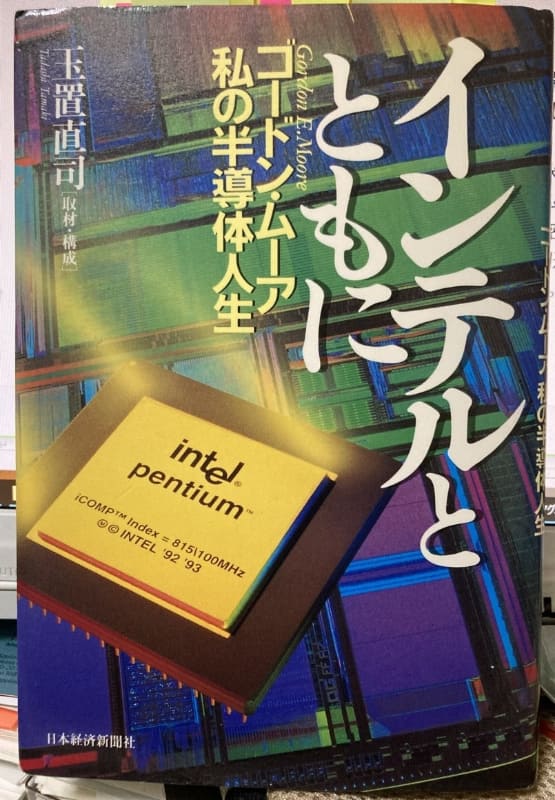 インテルと
ともに
Gordon E. Moore
ゴードン・ムーア
私の半導体人生
玉置直司[取材・構成]
Tadashi Tamaki
intel®
pentium™
iCOMP™ Index = 815\100MHz
Ⓜ © INTEL '92 '93
日本経済新聞社